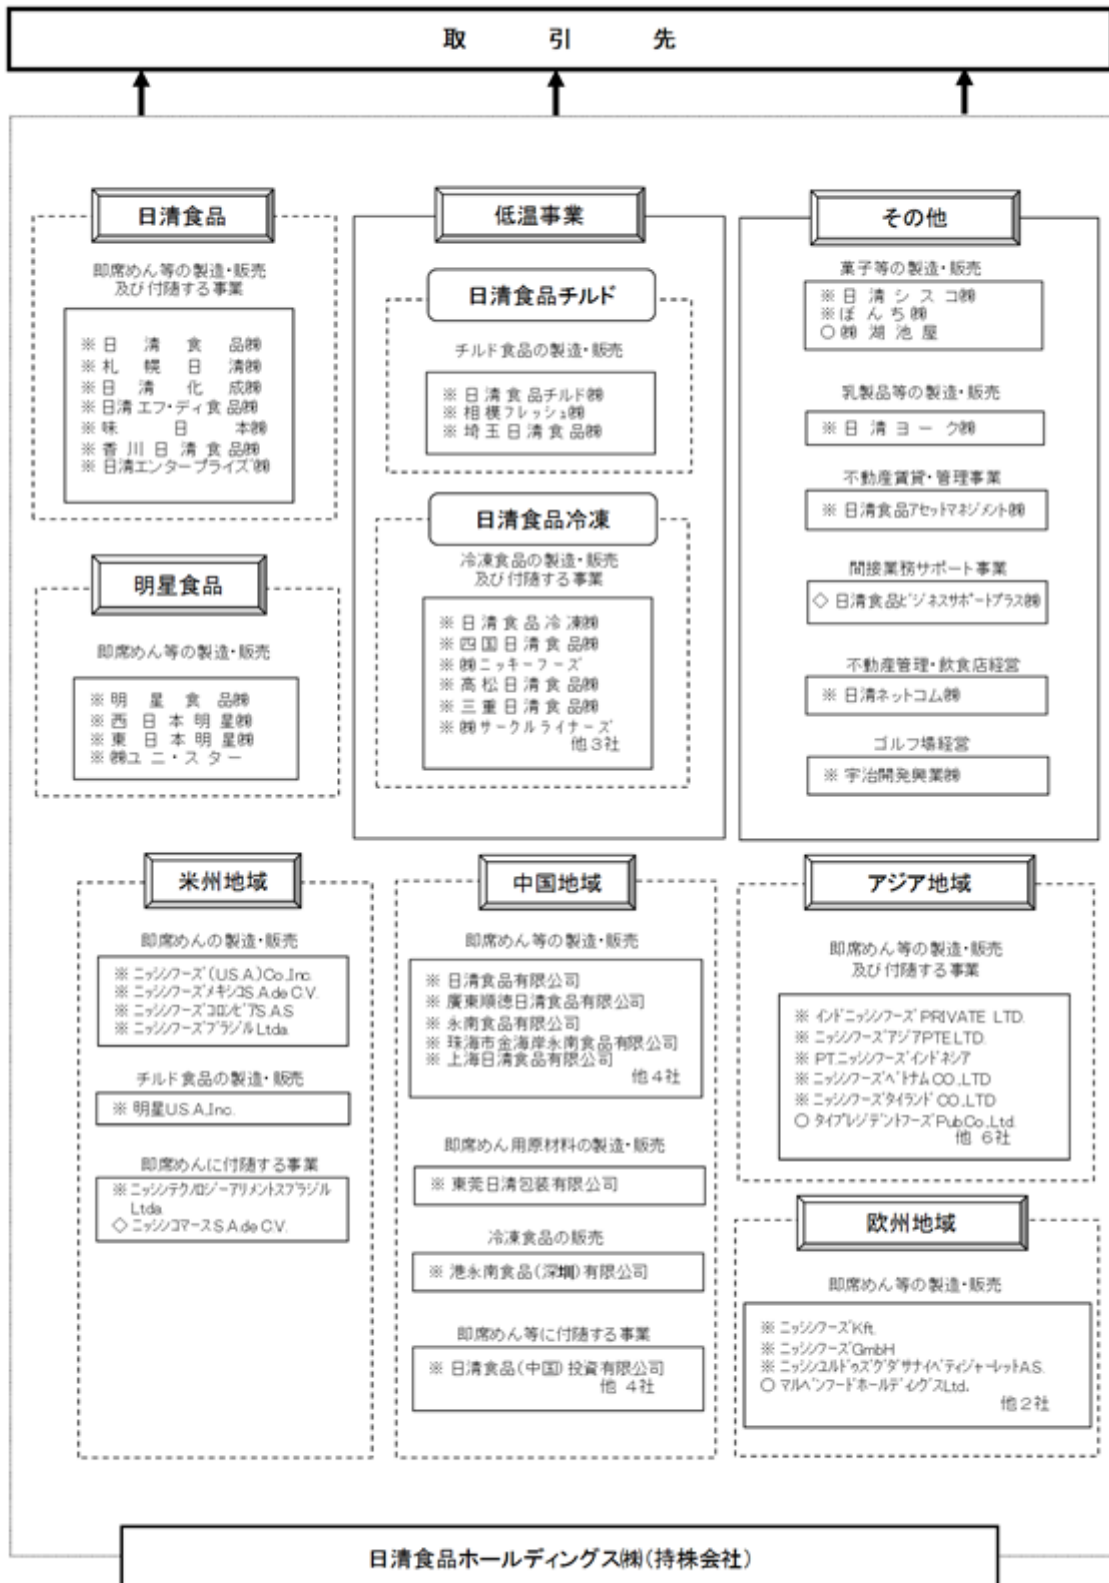 取引先
日清食品
即席めん等の製造・販売
及び付随する事業
※日清食品㈱
※札幌日清㈱
※日清化成㈱
※日清エフ・ディ食品㈱
※味日本㈱
※香川日清食品㈱
※日清エンタープライズ㈱
明星食品
即席めん等の製造・販売
※明星食品㈱
※西日本明星㈱
※東日本明星㈱
※㈱ユニ・スター
低温事業
日清食品チルド
チルド食品の製造・販売
※日清食品チルド㈱
※相模フレッシュ㈱
※埼玉日清食品㈱
日清食品冷凍
冷凍食品の製造・販売
及び付随する事業
※日清食品冷凍㈱
※四国日清食品㈱
※㈱ニッキーフーズ
※高松日清食品㈱
※三重日清食品㈱
※㈱サークルライナーズ
他3社
その他
菓子等の製造・販売
※日清シスコ㈱
※ぼんち㈱
○㈱湖池屋
乳製品等の製造・販売
※日清ヨーク㈱
不動産賃貸・管理事業
※日清食品アセットマネジメント㈱
間接業務サポート事業
◇日清食品ビジネスサポートプラス㈱
不動産管理・飲食店経営
※日清ネットコム㈱
ゴルフ場経営
※宇治開発興業㈱
米州地域
即席めんの製造・販売
※ニッシンフーズ(U.S.A.)Co.,Inc.
※ニッシンフーズメキシコS.A.de C.V.
※ニッシンフーズコロンビアS.A.S
※ニッシンフーズブラジルLtda.
チルド食品の製造・販売
※明星U.S.A.,Inc.
即席めんに付随する事業
※ニッシンテクノロジーアリメントスブラジル
Ltda.
◇ニッシンコマースS.A.de C.V.
中国地域
即席めん等の製造・販売
※日清食品有限公司
※廣東順徳日清食品有限公司
※永南食品有限公司
※珠海市金海岸永南食品有限公司
※上海日清食品有限公司
他4社
即席めん用原材料の製造・販売
※東莞日清包装有限公司
冷凍食品の販売
※港永南食品(深圳)有限公司
即席めん等に付随する事業
※日清食品(中国)投資有限公司
他 4社
アジア地域
即席めん等の製造・販売
及び付随する事業
※インドニッシンフーズPRIVATE LTD.
※ニッシンフーズアジアPTE.LTD.
※PT.ニッシンフーズインドネシア
※ニッシンフーズベトナムCO.,LTD
※ニッシンフーズタイランドCO.,LTD
○タイプレジデントフーズPub.Co.,Ltd.
他 6社
欧州地域
即席めん等の製造・販売
※ニッシンフーズKft.
※ニッシンフーズGmbH
※ニッシンユルドゥズグダサナイベティジャーレットA.S.
○マルベンフードホールディングスLtd.
他2社
日清食品ホールディングス㈱(持株会社)